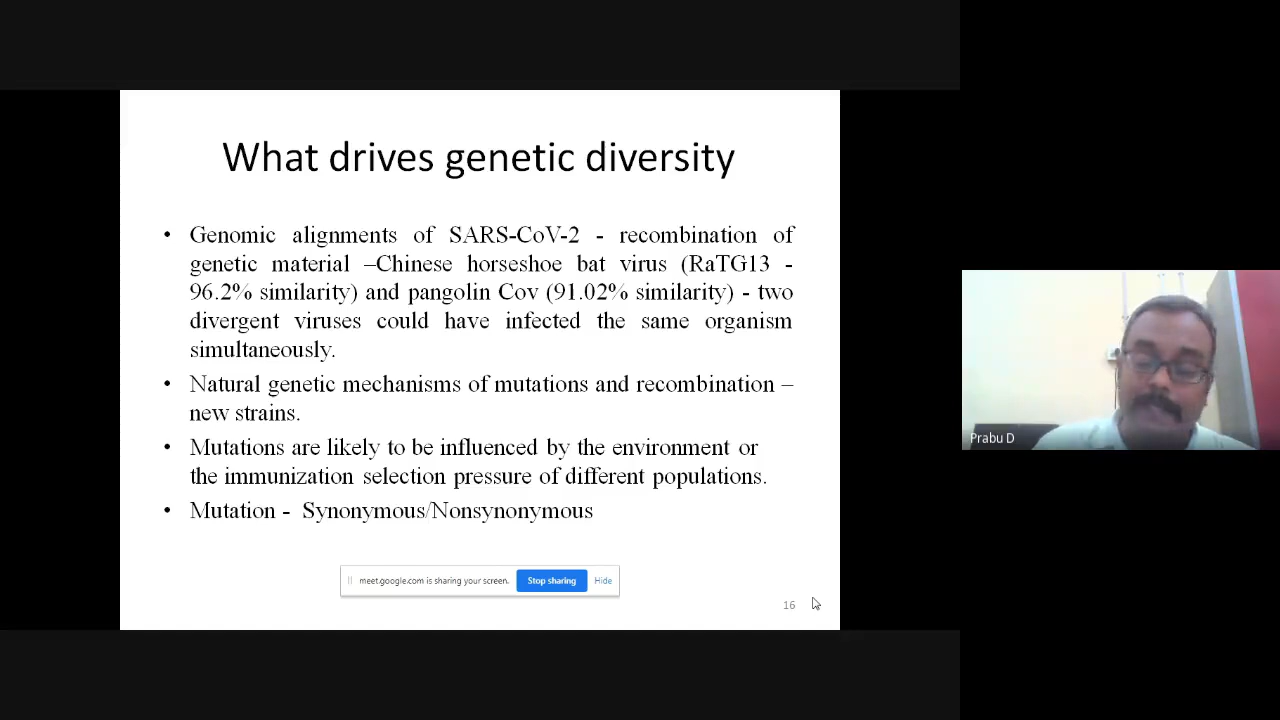 What drives genetic diversity
• Genomic alignments of SARS-CoV-2 - recombination of
genetic material –Chinese horseshoe bat virus (RaTG13 -
96.2% similarity) and pangolin Cov (91.02% similarity) - two
divergent viruses could have infected the same organism
simultaneously.
• Natural genetic mechanisms of mutations and recombination –
new strains.
• Mutations are likely to be influenced by the environment or
the immunization selection pressure of different populations.
• Mutation - Synonymous/Nonsynonymous
meet.google.com is sharing your screen. Stop sharing Hide
16
Prabu D